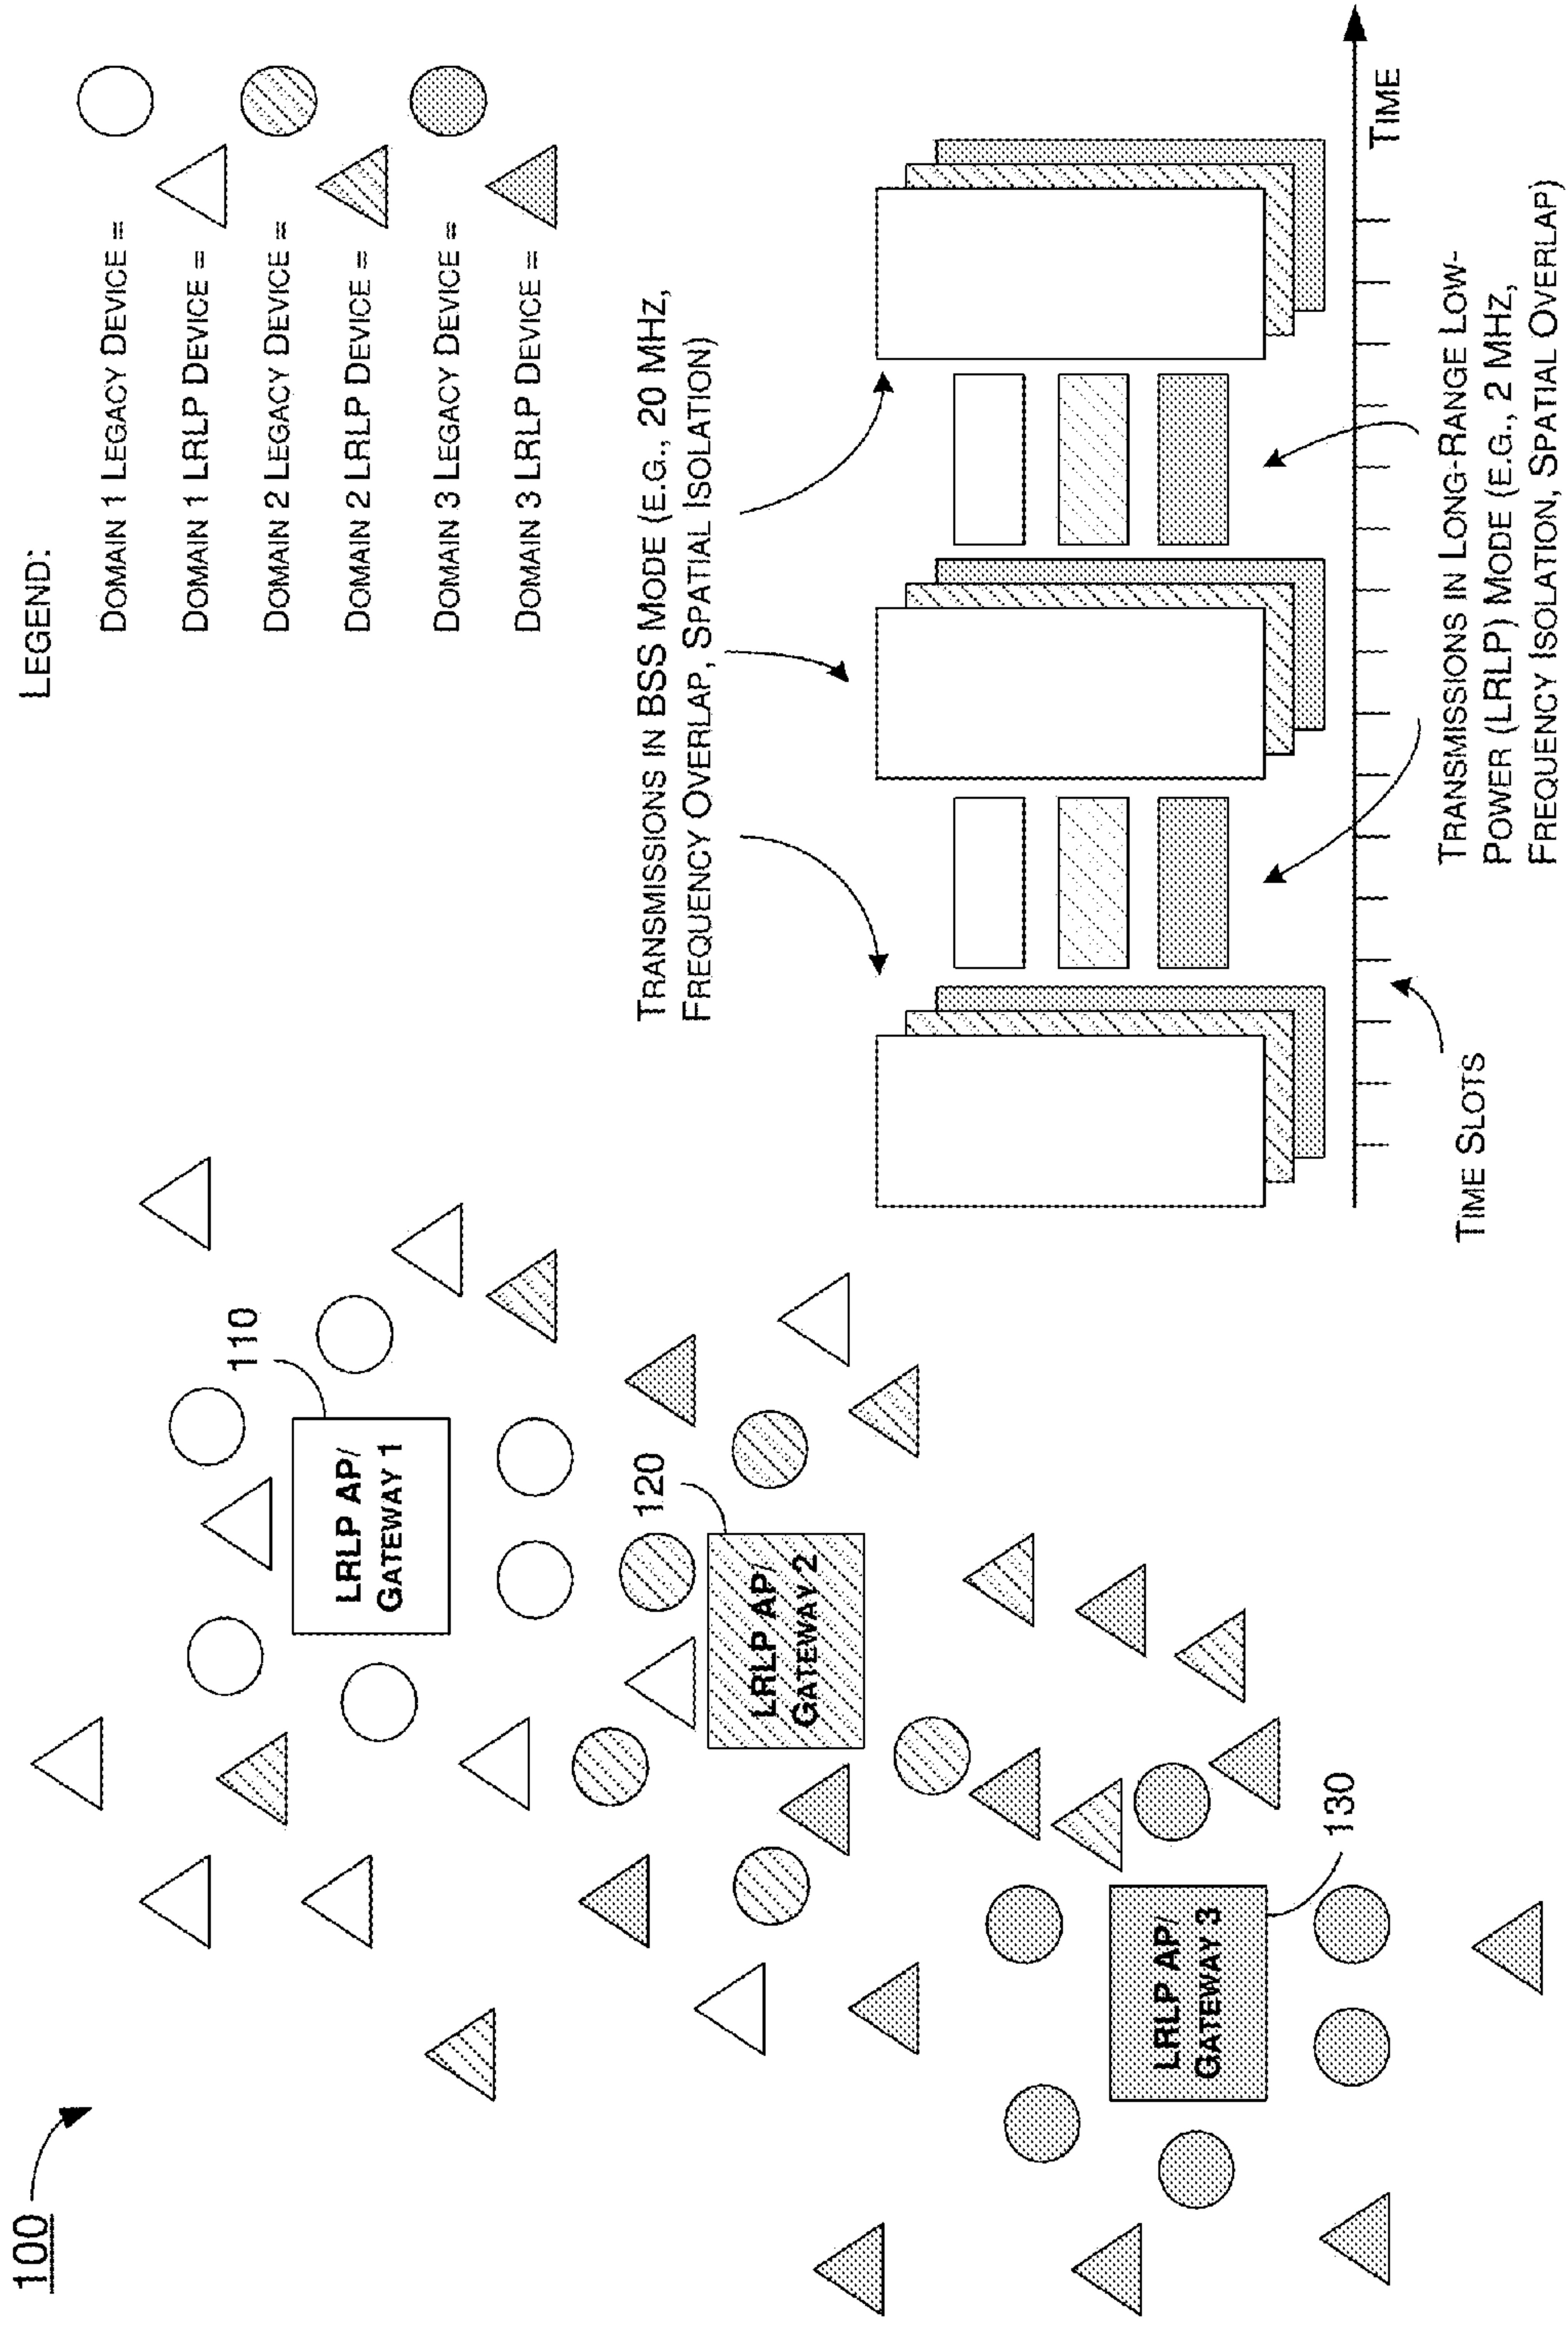 100
LEGEND:
DOMAIN 1 LEGACY DEVICE =
DOMAIN 1 LRLP DEVICE =
DOMAIN 2 LEGACY DEVICE =
DOMAIN 2 LRLP DEVICE =
DOMAIN 3 LEGACY DEVICE =
DOMAIN 3 LRLP DEVICE =
110
LRLP AP/
GATEWAY 1
120
LRLP AP/
GATEWAY 2
130
LRLP AP/
GATEWAY 3
TRANSMISSIONS IN BSS MODE (E.G., 20 MHZ,
FREQUENCY OVERLAP, SPATIAL ISOLATION)
TIME
TIME SLOTS
TRANSMISSIONS IN LONG-RANGE LOW-
POWER (LRLP) MODE (E.G., 2 MHZ,
FREQUENCY ISOLATION, SPATIAL OVERLAP)